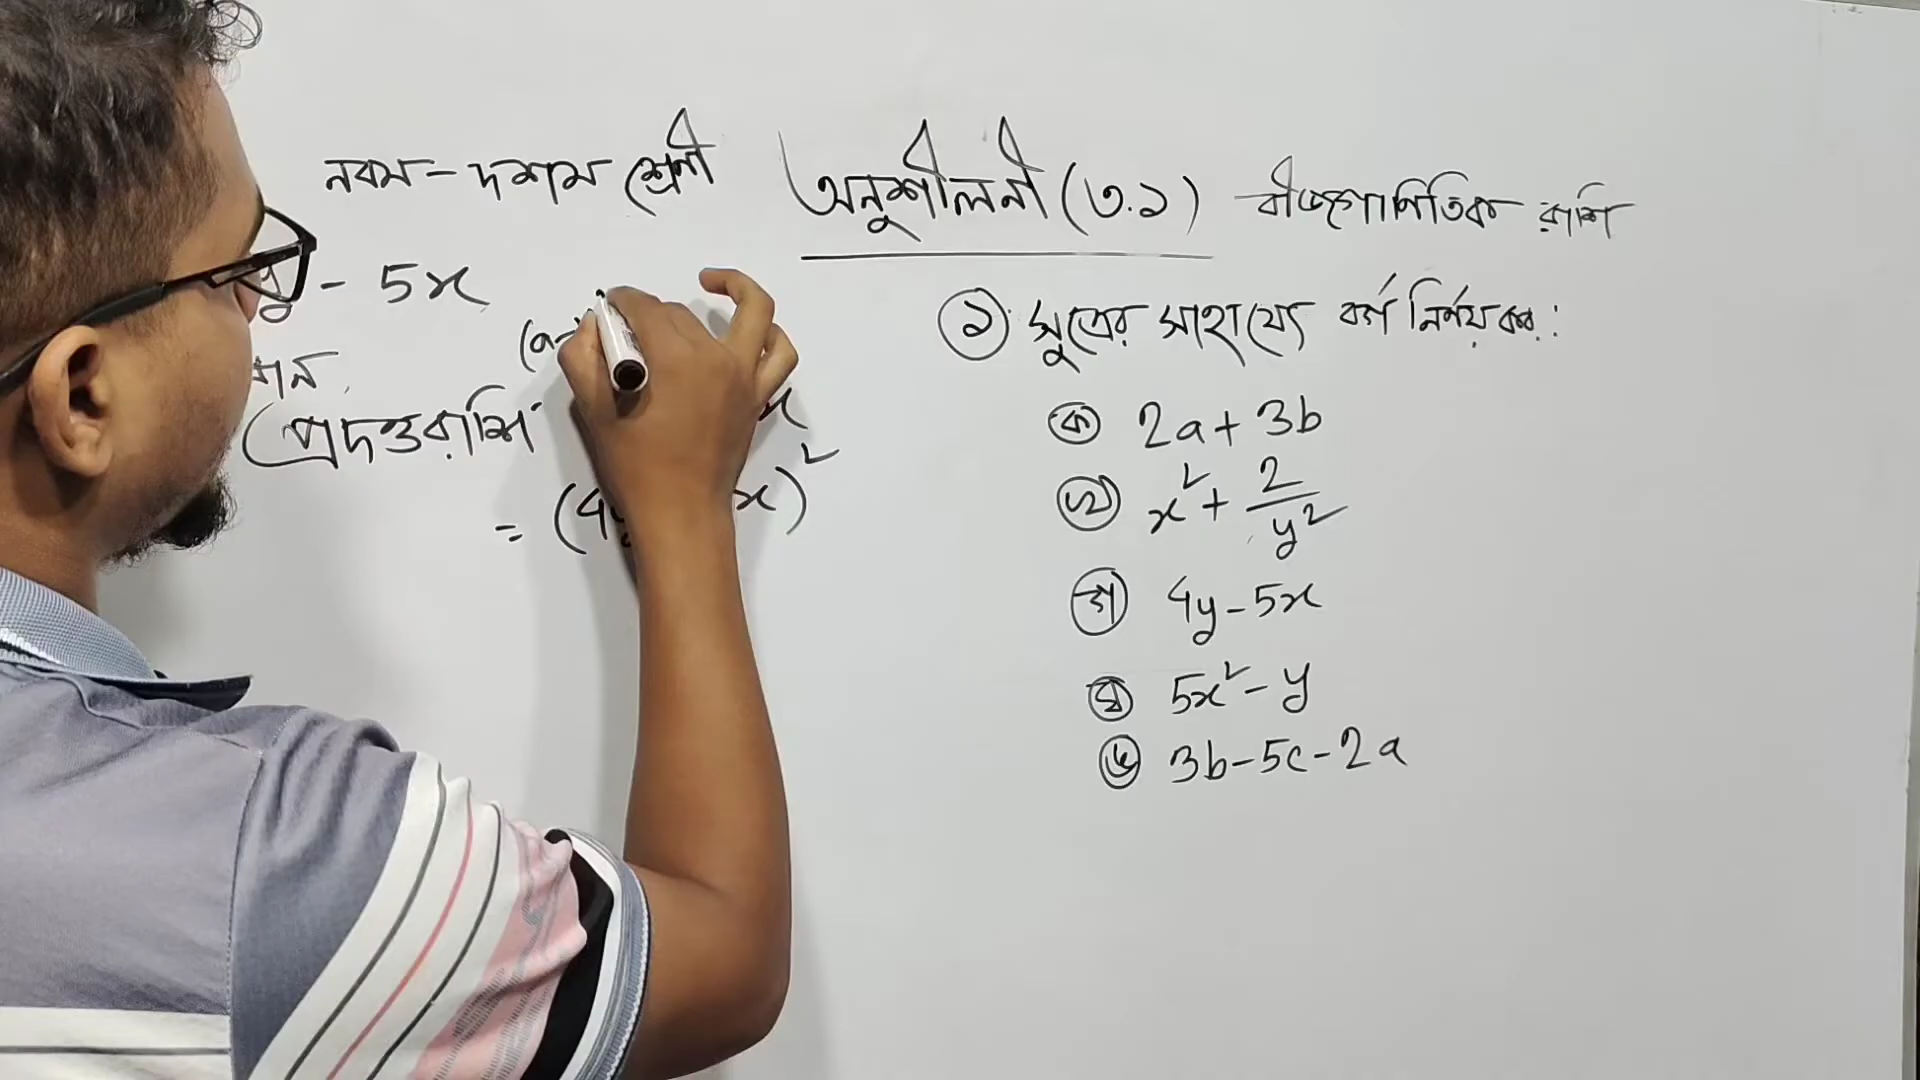 নবম - দশম শ্রেণী অনুশীলনী (৩.১) বীজগাণিতিক রাশি
- 5x
(a-
প্রদত্তরাশি
= (4y x)²
১ সূত্রের সাহায্যে বর্গ নির্ণয় কর:
ক 2a + 3b
খ x² + 2/y²
গ 4y - 5x
ঘ 5x² - y
ঙ 3b - 5c - 2a